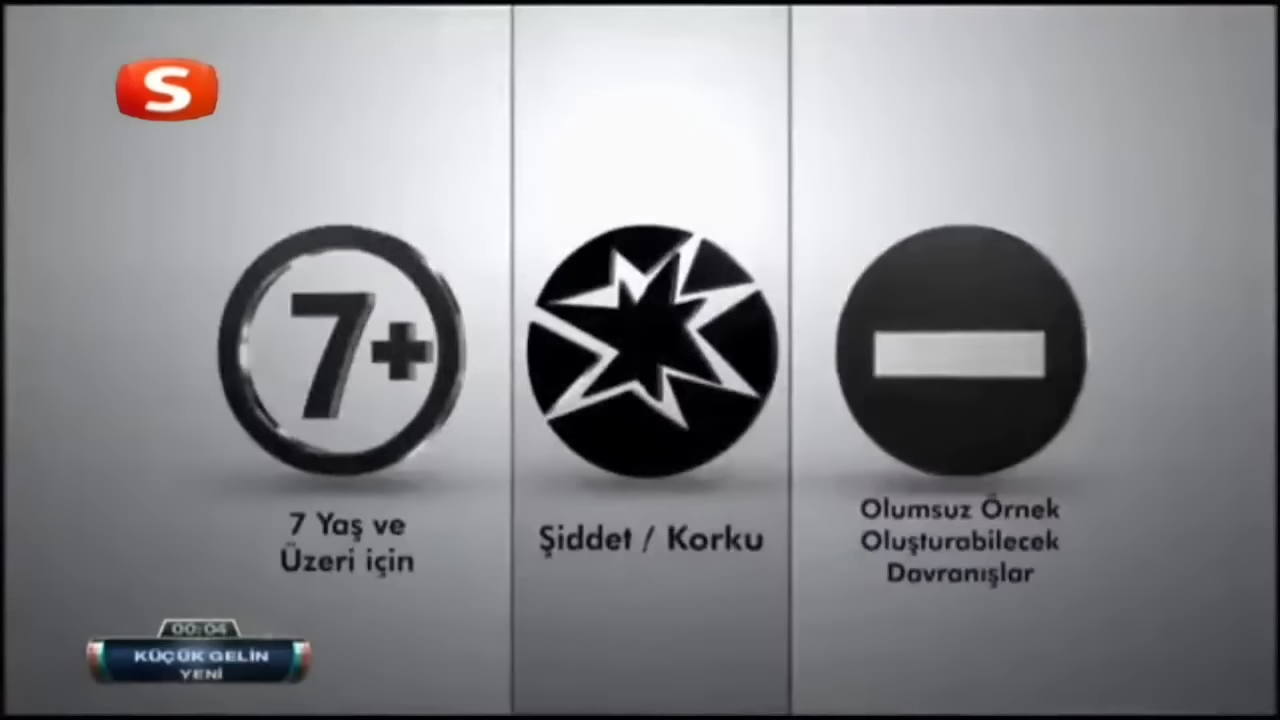 S
7+
7 Yaş ve
Üzeri için
Şiddet / Korku
Olumsuz Örnek
Oluşturabilecek
Davranışlar
00:04
KÜÇÜK GELİN
YENİ